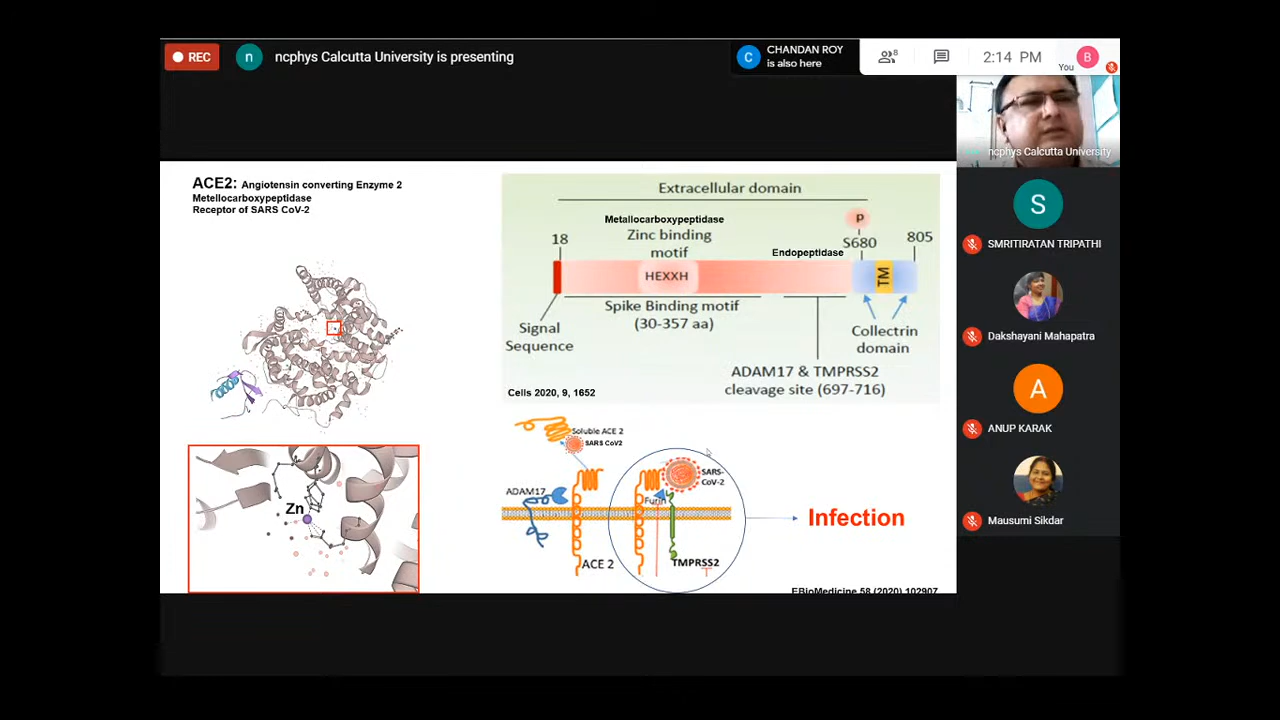 REC
n
ncphys Calcutta University is presenting
C
CHANDAN ROY
is also here
8
2:14 PM
You
B
ncphys Calcutta University
S
SMRITIRATAN TRIPATHI
Dakshayani Mahapatra
A
ANUP KARAK
Mausumi Sikdar
ACE2: Angiotensin converting Enzyme 2
Metellocarboxypeptidase
Receptor of SARS CoV-2
Zn
Extracellular domain
Metallocarboxypeptidase
Zinc binding
motif
18
Endopeptidase
P
S680
805
HEXXH
TM
Spike Binding motif
(30-357 aa)
Signal
Sequence
Collectrin
domain
ADAM17 & TMPRSS2
cleavage site (697-716)
Cells 2020, 9, 1652
Soluble ACE 2
SARS CoV2
ADAM17
ACE 2
SARS-
CoV-2
Furin
TMPRSS2
Infection
EBioMedicine 58 (2020) 102907